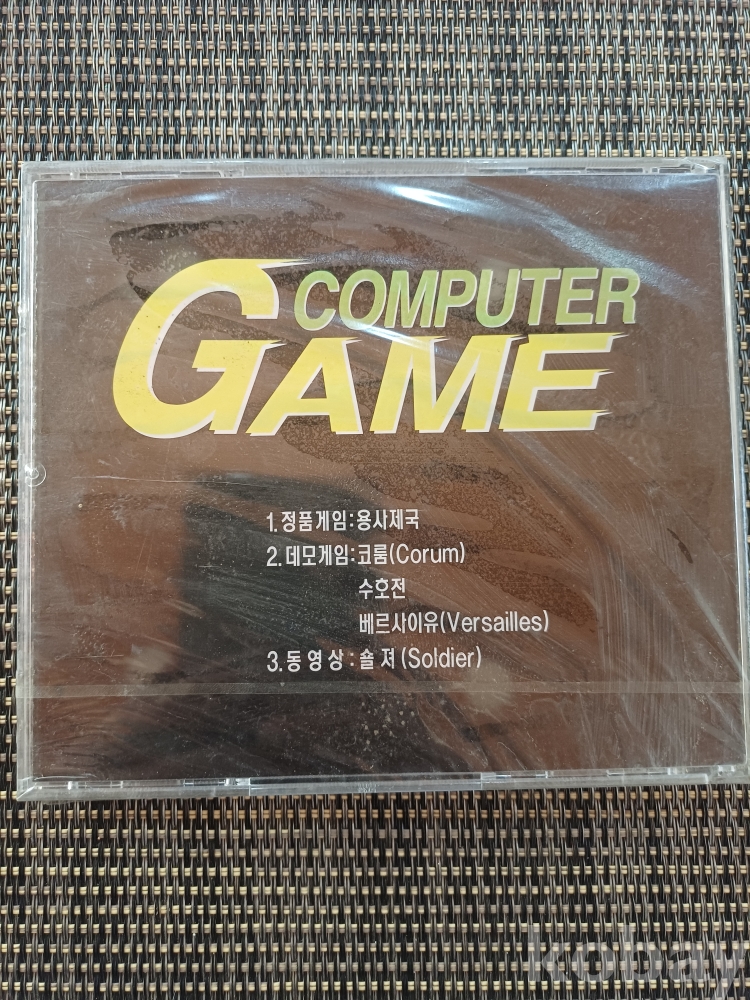 COMPUTER
GAME
1. 정품게임:용사제국
2. 데모게임:코룸(Corum)
수호전
베르사이유(Versailles)
3. 동영상:숄져(Soldier)
kobay